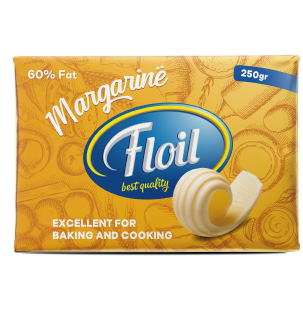 60% Fat
250gr
Margarinë
Floil
best quality
EXCELLENT FOR
BAKING AND COOKING